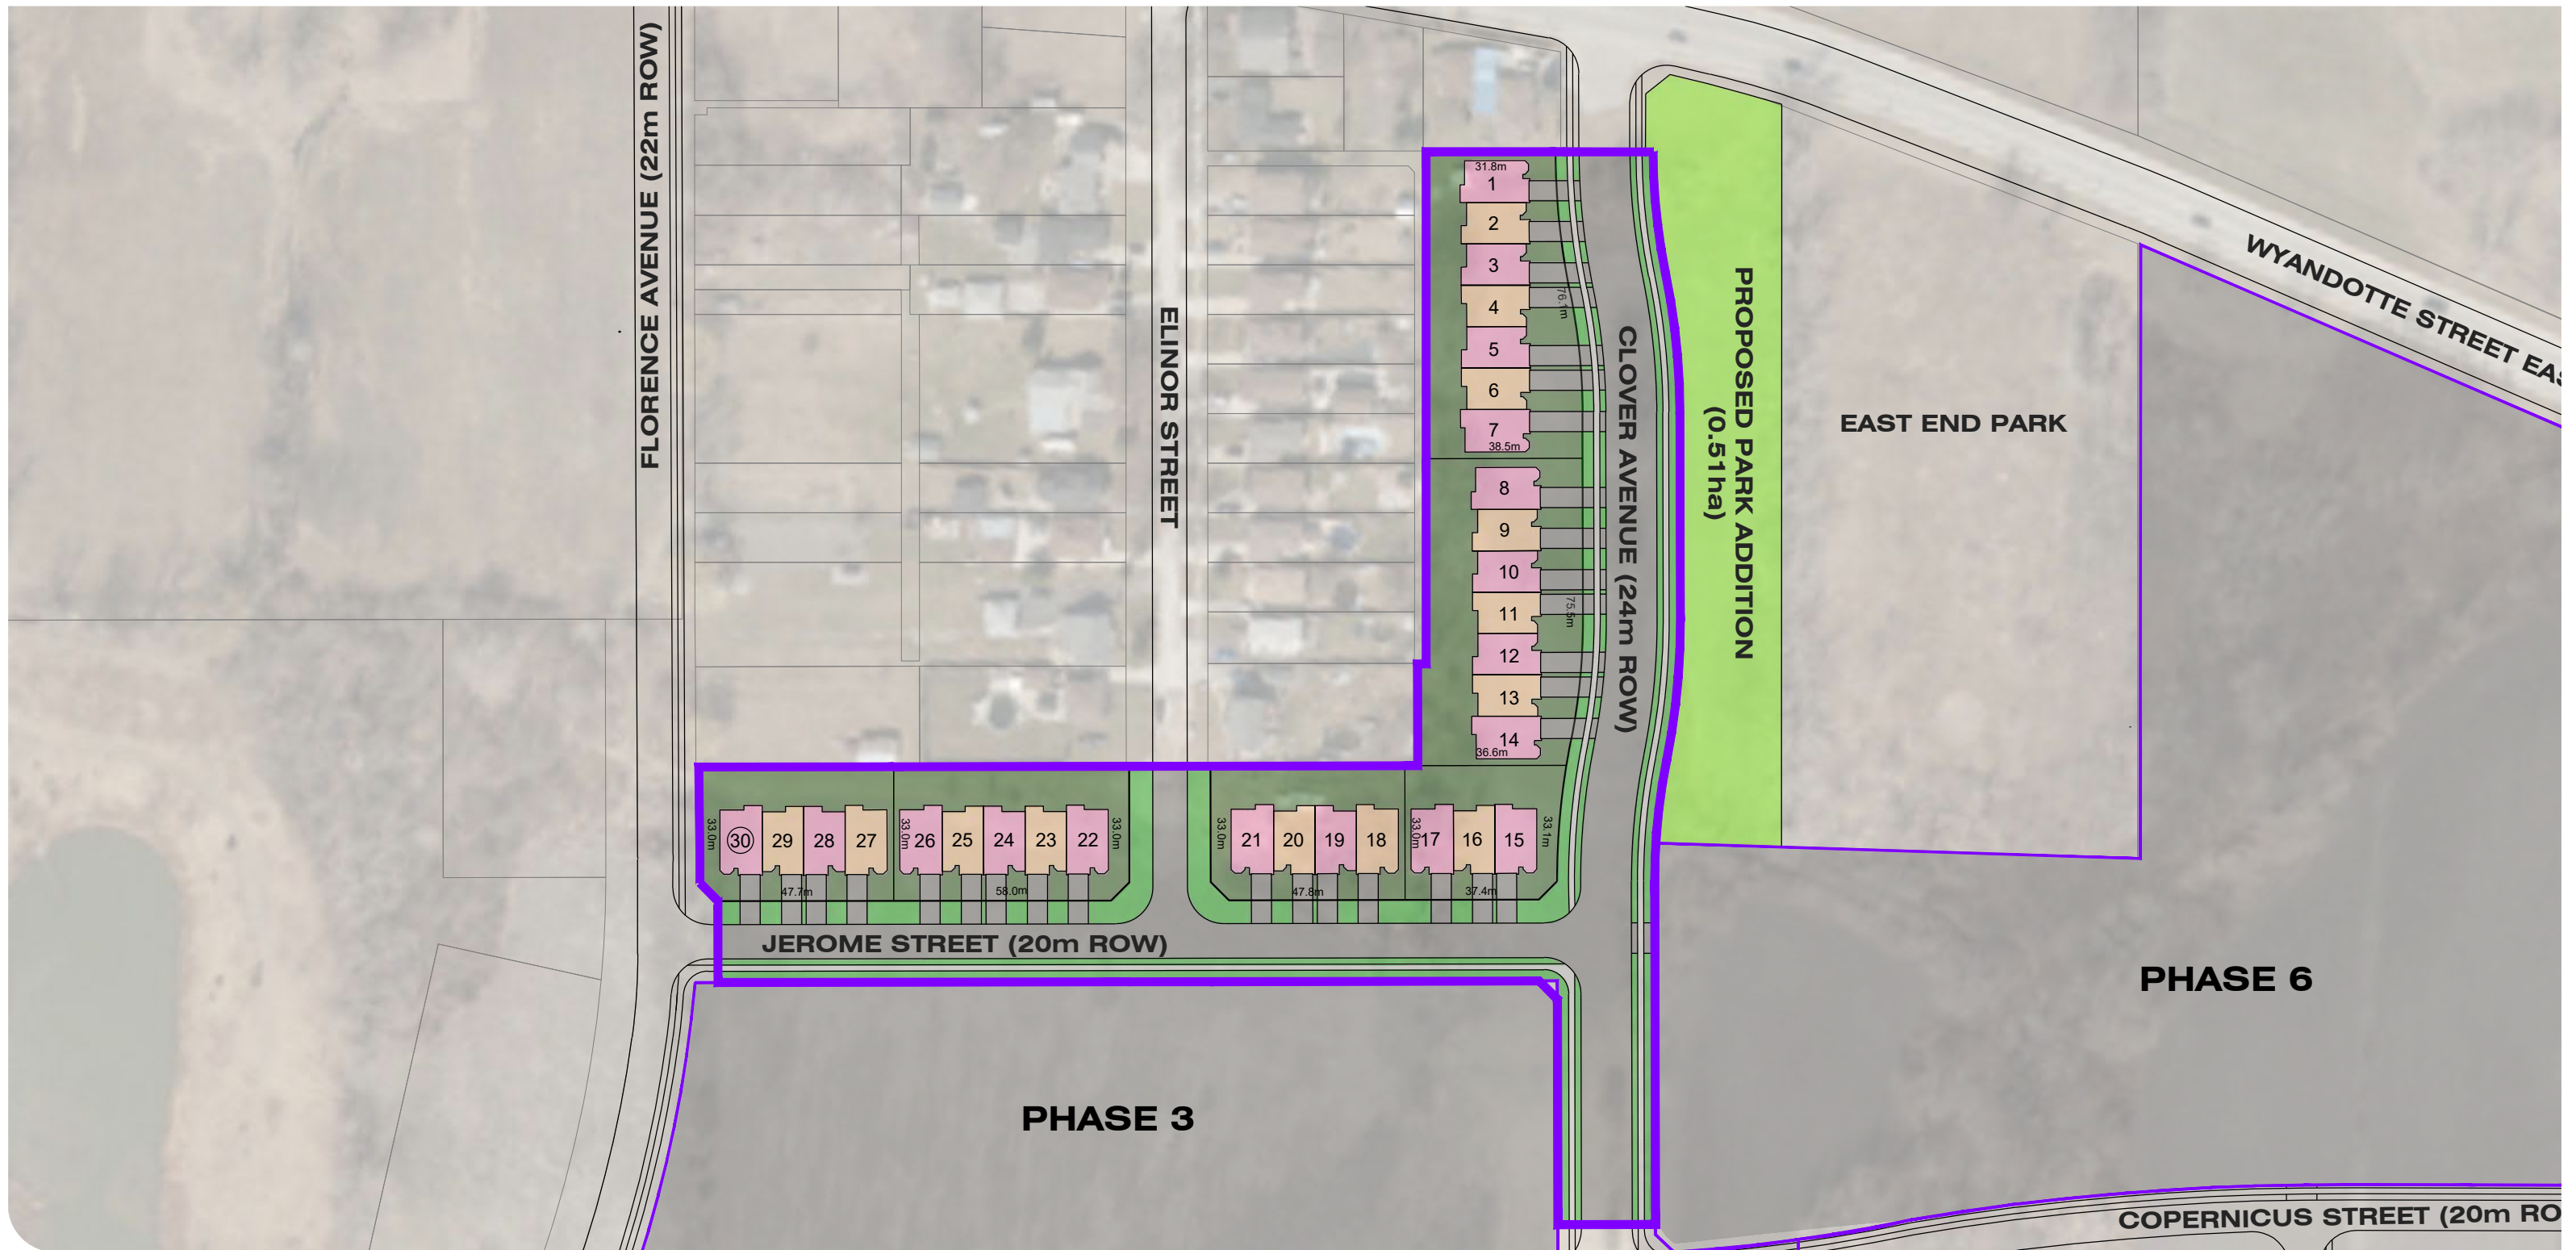 FLORENCE AVENUE (22m ROW)
ELINOR STREET
31.8m
1
2
3
4
76.1m
5
6
7
38.5m
8
9
10
11
75.5m
12
13
14
36.6m
CLOVER AVENUE (24m ROW)
PROPOSED PARK ADDITION
(0.51ha)
EAST END PARK
WYANDOTTE STREET EAS
33.0m
30
29
28
27
47.7m
33.0m
26
25
24
23
22
58.0m
33.0m
33.0m
21
20
19
18
47.8m
33.0m
17
16
15
37.4m
33.1m
JEROME STREET (20m ROW)
PHASE 3
PHASE 6
COPERNICUS STREET (20m RO